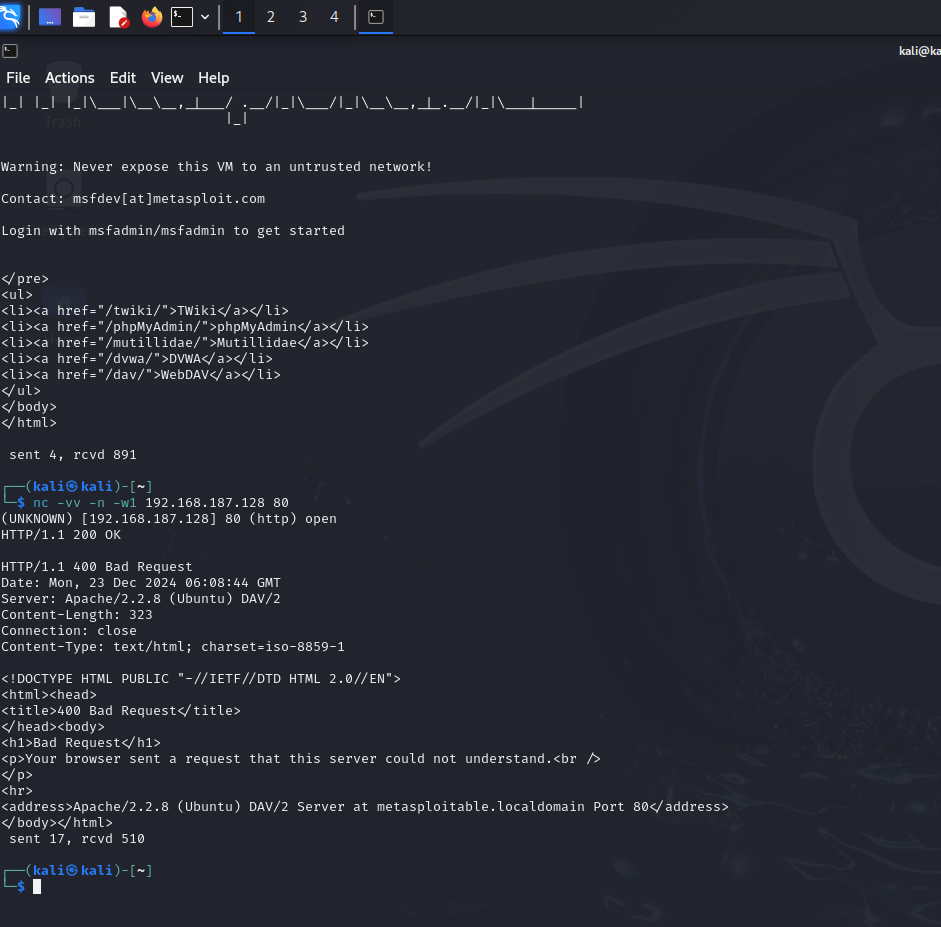 1 2 3 4
kali@ka
File Actions Edit View Help
|_| |_| |_|\___|\__\__,_|____/ .__/|_|\___/|_|\__\__,_|_.__/|_|\___|_____|
|_|
Trash
Warning: Never expose this VM to an untrusted network!
Contact: msfdev[at]metasploit.com
Login with msfadmin/msfadmin to get started
</pre>
<ul>
<li><a href="/twiki/">TWiki</a></li>
<li><a href="/phpMyAdmin/">phpMyAdmin</a></li>
<li><a href="/mutillidae/">Mutillidae</a></li>
<li><a href="/dvwa/">DVWA</a></li>
<li><a href="/dav/">WebDAV</a></li>
</ul>
</body>
</html>
sent 4, rcvd 891
┌──(kali㉿kali)-[~]
└─$ nc -vv -n -w1 192.168.187.128 80
(UNKNOWN) [192.168.187.128] 80 (http) open
HTTP/1.1 200 OK
HTTP/1.1 400 Bad Request
Date: Mon, 23 Dec 2024 06:08:44 GMT
Server: Apache/2.2.8 (Ubuntu) DAV/2
Content-Length: 323
Connection: close
Content-Type: text/html; charset=iso-8859-1
<!DOCTYPE HTML PUBLIC "-//IETF//DTD HTML 2.0//EN">
<html><head>
<title>400 Bad Request</title>
</head><body>
<h1>Bad Request</h1>
<p>Your browser sent a request that this server could not understand.<br />
</p>
<hr>
<address>Apache/2.2.8 (Ubuntu) DAV/2 Server at metasploitable.localdomain Port 80</address>
</body></html>
sent 17, rcvd 510
┌──(kali㉿kali)-[~]
└─$